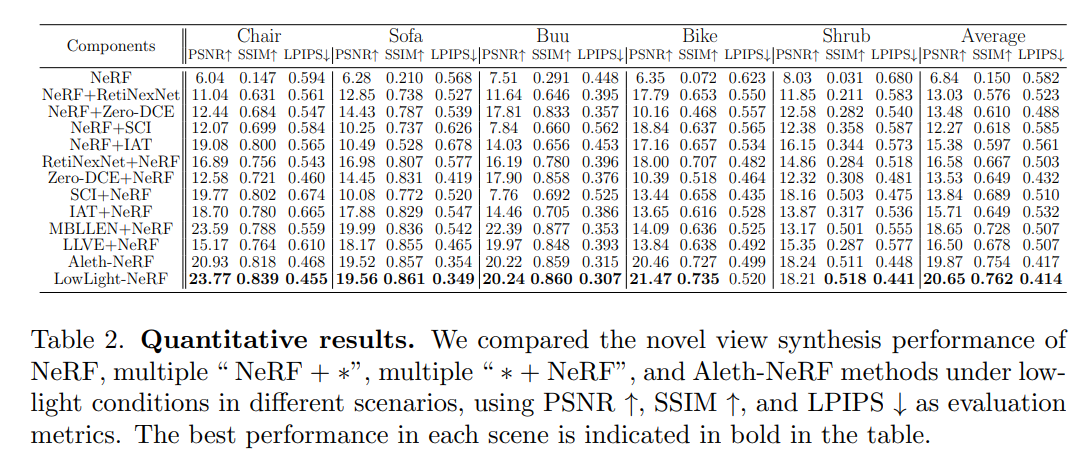 Components Chair Sofa Buu Bike Shrub Average
PSNR↑ SSIM↑ LPIPS↓ PSNR↑ SSIM↑ LPIPS↓ PSNR↑ SSIM↑ LPIPS↓ PSNR↑ SSIM↑ LPIPS↓ PSNR↑ SSIM↑ LPIPS↓ PSNR↑ SSIM↑ LPIPS↓
NeRF 6.04 0.147 0.594 6.28 0.210 0.568 7.51 0.291 0.448 6.35 0.072 0.623 8.03 0.031 0.680 6.84 0.150 0.582
NeRF+RetiNexNet 11.04 0.631 0.561 12.85 0.738 0.527 11.64 0.646 0.395 17.79 0.653 0.550 11.85 0.211 0.583 13.03 0.576 0.523
NeRF+Zero-DCE 12.44 0.684 0.547 14.43 0.787 0.539 17.81 0.833 0.357 10.16 0.468 0.557 12.58 0.282 0.540 13.48 0.610 0.488
NeRF+SCI 12.07 0.699 0.584 10.25 0.737 0.626 7.84 0.660 0.562 18.84 0.637 0.565 12.38 0.358 0.587 12.27 0.618 0.585
NeRF+IAT 19.08 0.800 0.565 10.49 0.528 0.678 14.03 0.656 0.453 17.16 0.657 0.534 16.15 0.344 0.573 15.38 0.597 0.561
RetiNexNet+NeRF 16.89 0.756 0.543 16.98 0.807 0.577 16.19 0.780 0.396 18.00 0.707 0.482 14.86 0.284 0.518 16.58 0.667 0.503
Zero-DCE+NeRF 12.58 0.721 0.460 14.45 0.831 0.419 17.90 0.858 0.376 10.39 0.518 0.464 12.32 0.308 0.481 13.53 0.649 0.432
SCI+NeRF 19.77 0.802 0.674 10.08 0.772 0.520 7.76 0.692 0.525 13.44 0.658 0.435 18.16 0.503 0.475 13.84 0.689 0.510
IAT+NeRF 18.70 0.780 0.665 17.88 0.829 0.547 14.46 0.705 0.386 13.65 0.616 0.528 13.87 0.317 0.536 15.71 0.649 0.532
MBLLEN+NeRF 23.59 0.788 0.559 19.99 0.836 0.542 22.39 0.877 0.353 14.09 0.636 0.525 13.17 0.501 0.555 18.65 0.728 0.507
LLVE+NeRF 15.17 0.764 0.610 18.17 0.855 0.465 19.97 0.848 0.393 13.84 0.638 0.492 15.35 0.287 0.577 16.50 0.678 0.507
Aleth-NeRF 20.93 0.818 0.468 19.52 0.857 0.354 20.22 0.859 0.315 20.46 0.727 0.499 18.24 0.511 0.448 19.87 0.754 0.417
LowLight-NeRF 23.77 0.839 0.455 19.56 0.861 0.349 20.24 0.860 0.307 21.47 0.735 0.520 18.21 0.518 0.441 20.65 0.762 0.414
Table 2. Quantitative results. We compared the novel view synthesis performance of
NeRF, multiple “ NeRF + ∗”, multiple “ ∗ + NeRF”, and Aleth-NeRF methods under low-
light conditions in different scenarios, using PSNR ↑, SSIM ↑, and LPIPS ↓ as evaluation
metrics. The best performance in each scene is indicated in bold in the table.